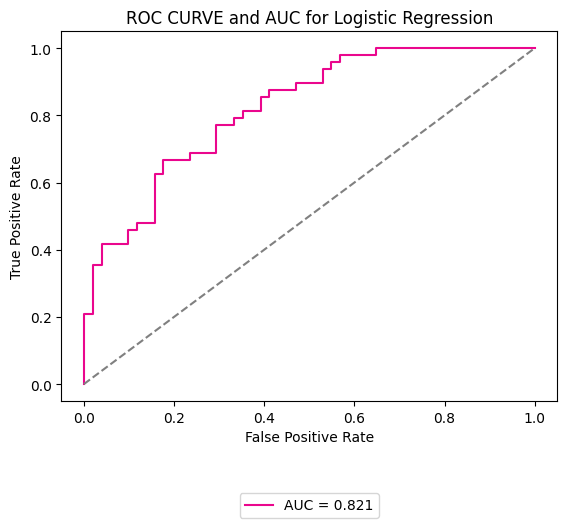 ROC CURVE and AUC for Logistic Regression
1.0
0.8
0.6
0.4
0.2
0.0
True Positive Rate
0.0 0.2 0.4 0.6 0.8 1.0
False Positive Rate
AUC = 0.821